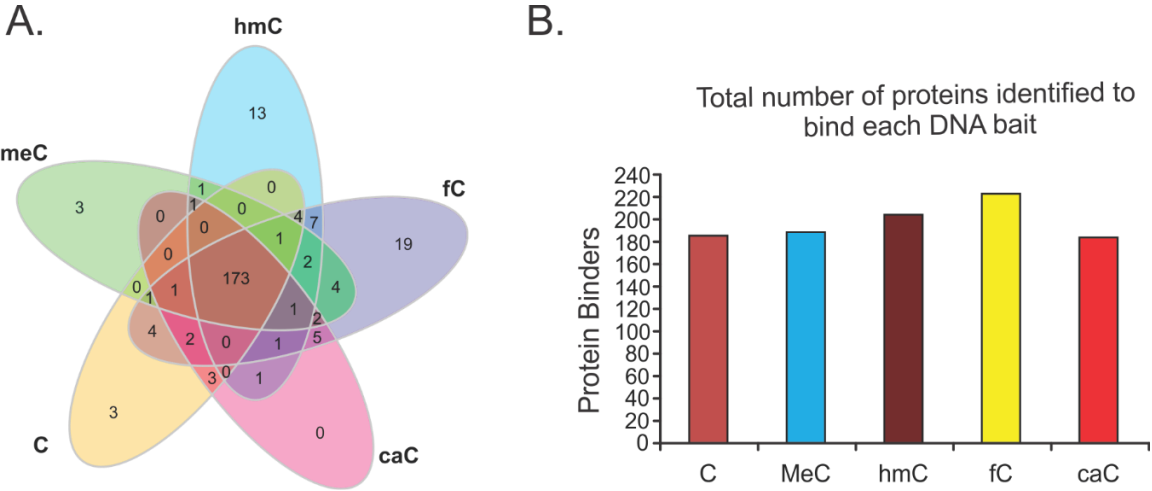 A.
hmC
13
meC
fC
3
1
0
0
1
0
4
7
0
1
19
0
2
173
4
0
1
1
1
2
4
2
0
1
5
3
0
1
3
0
C
caC
B.
Total number of proteins identified to
bind each DNA bait
Protein Binders
240
220
200
180
160
140
120
100
80
60
40
20
0
C
MeC
hmC
fC
caC